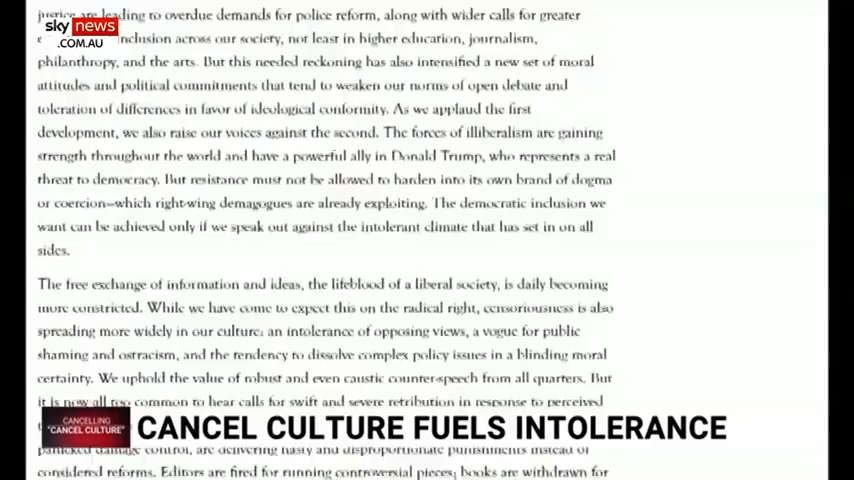 justice are leading to overdue demands for police reform, along with wider calls for greater
sky news
.COM.AU
inclusion across our society, not least in higher education, journalism,
philanthropy, and the arts. But this needed reckoning has also intensified a new set of moral
attitudes and political commitments that tend to weaken our norms of open debate and
toleration of differences in favor of ideological conformity. As we applaud the first
development, we also raise our voices against the second. The forces of illiberalism are gaining
strength throughout the world and have a powerful ally in Donald Trump, who represents a real
threat to democracy. But resistance must not be allowed to harden into its own brand of dogma
or coercion—which right-wing demagogues are already exploiting. The democratic inclusion we
want can be achieved only if we speak out against the intolerant climate that has set in on all
sides.
The free exchange of information and ideas, the lifeblood of a liberal society, is daily becoming
more constricted. While we have come to expect this on the radical right, censoriousness is also
spreading more widely in our culture: an intolerance of opposing views, a vogue for public
shaming and ostracism, and the tendency to dissolve complex policy issues in a blinding moral
certainty. We uphold the value of robust and even caustic counter-speech from all quarters. But
it is now all too common to hear calls for swift and severe retribution in response to perceived
CANCELLING
"CANCEL CULTURE"
CANCEL CULTURE FUELS INTOLERANCE
panicked damage control, are delivering hasty and disproportionate punishments instead of
considered reforms. Editors are fired for running controversial pieces; books are withdrawn for